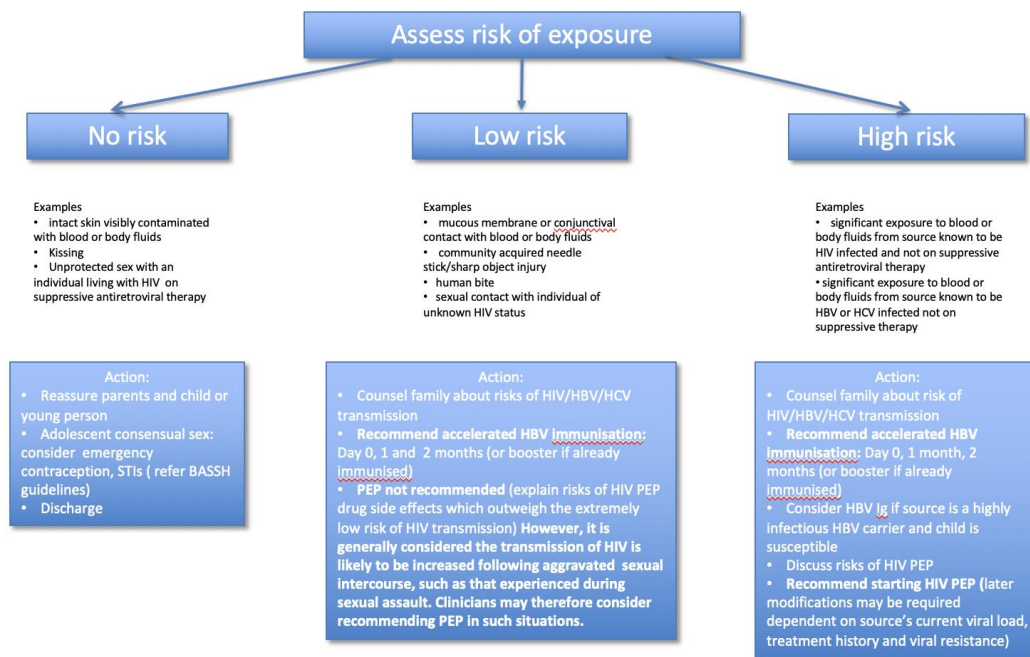 Assess risk of exposure
No risk
Low risk
High risk
Examples
• intact skin visibly contaminated
with blood or body fluids
• Kissing
• Unprotected sex with an
individual living with HIV on
suppressive antiretroviral therapy
Examples
• mucous membrane or conjunctival
contact with blood or body fluids
• community acquired needle
stick/sharp object injury
• human bite
• sexual contact with individual of
unknown HIV status
Examples
• significant exposure to blood or
body fluids from source known to be
HIV infected and not on suppressive
antiretroviral therapy
• significant exposure to blood or
body fluids from source known to be
HBV or HCV infected not on
suppressive therapy
Action:
• Reassure parents and child or
young person
• Adolescent consensual sex:
consider emergency
contraception, STIs ( refer BASSH
guidelines)
• Discharge
Action:
• Counsel family about risks of HIV/HBV/HCV
transmission
• Recommend accelerated HBV immunisation:
Day 0, 1 and 2 months (or booster if already
immunised)
• PEP not recommended (explain risks of HIV PEP
drug side effects which outweigh the extremely
low risk of HIV transmission) However, it is
generally considered the transmission of HIV is
likely to be increased following aggravated sexual
intercourse, such as that experienced during
sexual assault. Clinicians may therefore consider
recommending PEP in such situations.
Action:
• Counsel family about risk of
HIV/HBV/HCV transmission
• Recommend accelerated HBV
immunisation: Day 0, 1 month, 2
months (or booster if already
immunised)
• Consider HBV Ig if source is a highly
infectious HBV carrier and child is
susceptible
• Discuss risks of HIV PEP
• Recommend starting HIV PEP (later
modifications may be required
dependent on source's current viral load,
treatment history and viral resistance)